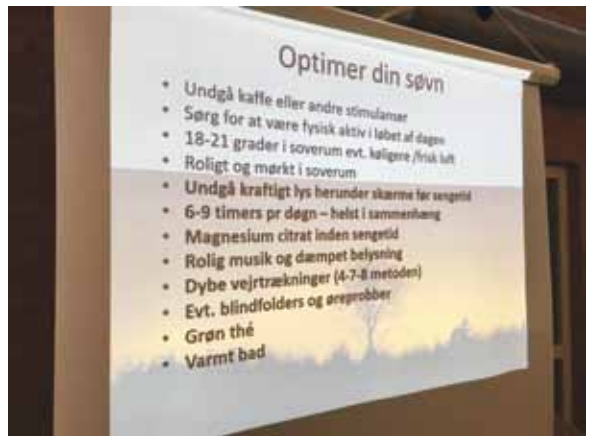 Optimer din søvn
• Undgå kaffe eller andre stimulanser
• Sørg for at være fysisk aktiv i løbet af dagen
• 18-21 grader i soverum evt. køligere /frisk luft
• Roligt og mørkt i soverum
• Undgå kraftigt lys herunder skærme før sengetid
• 6-9 timers pr døgn – helst i sammenhæng
• Magnesium citrat inden sengetid
• Rolig musik og dæmpet belysning
• Dybe vejrtrækninger (4-7-8 metoden)
• Evt. blindfolders og øreprobber
• Grøn thé
• Varmt bad